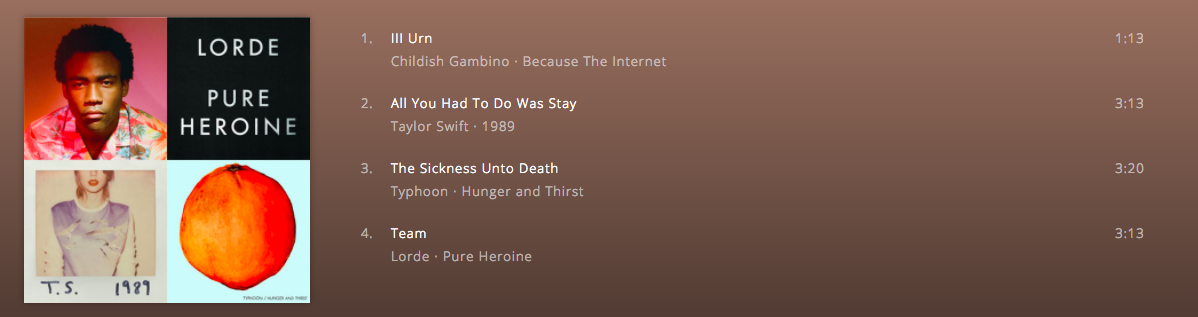 LORDE
PURE
HEROINE
T.S. 1989
TYPHOON // HUNGER AND THIRST
1. III Urn 1:13
Childish Gambino · Because The Internet
2. All You Had To Do Was Stay 3:13
Taylor Swift · 1989
3. The Sickness Unto Death 3:20
Typhoon · Hunger and Thirst
4. Team 3:13
Lorde · Pure Heroine